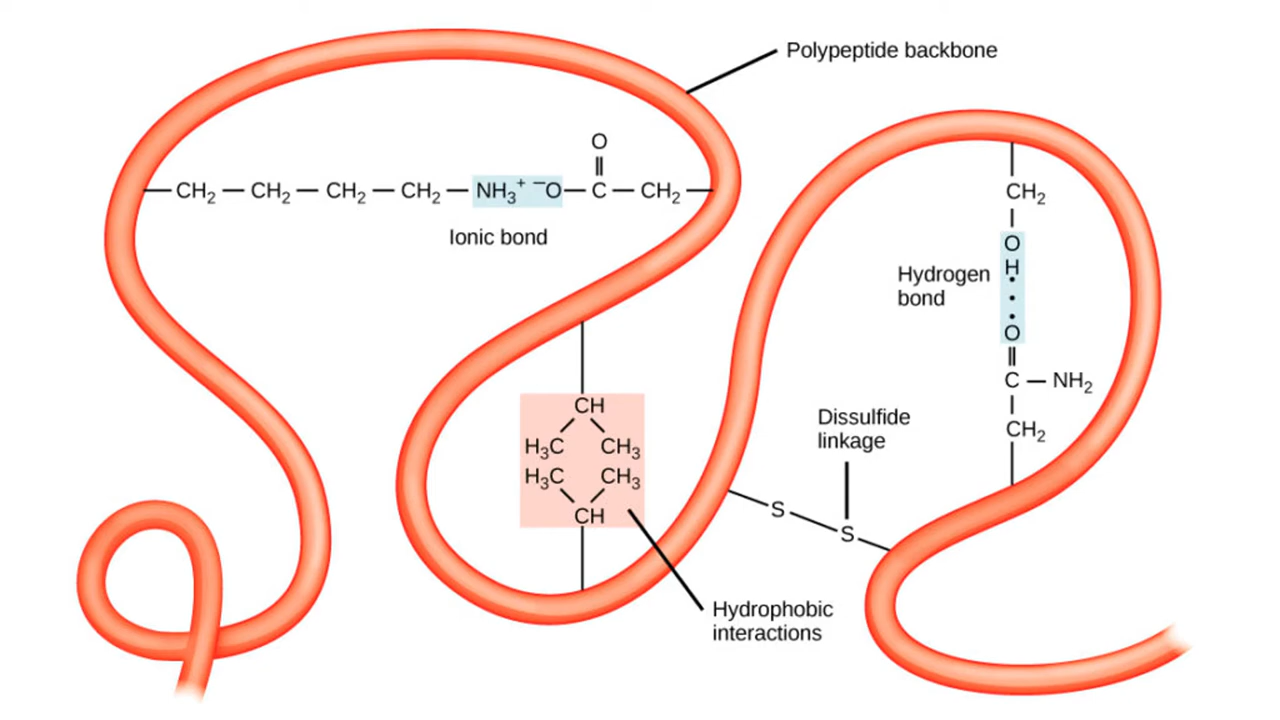 Polypeptide backbone
O
||
CH₂ — CH₂ — CH₂ — CH₂ — NH₃⁺ ⁻O — C — CH₂
Ionic bond
CH₂
O
H
Hydrogen
bond
O
||
C — NH₂
CH₂
CH
H₃C CH₃
H₃C CH₃
CH
Dissulfide
linkage
S
S
Hydrophobic
interactions